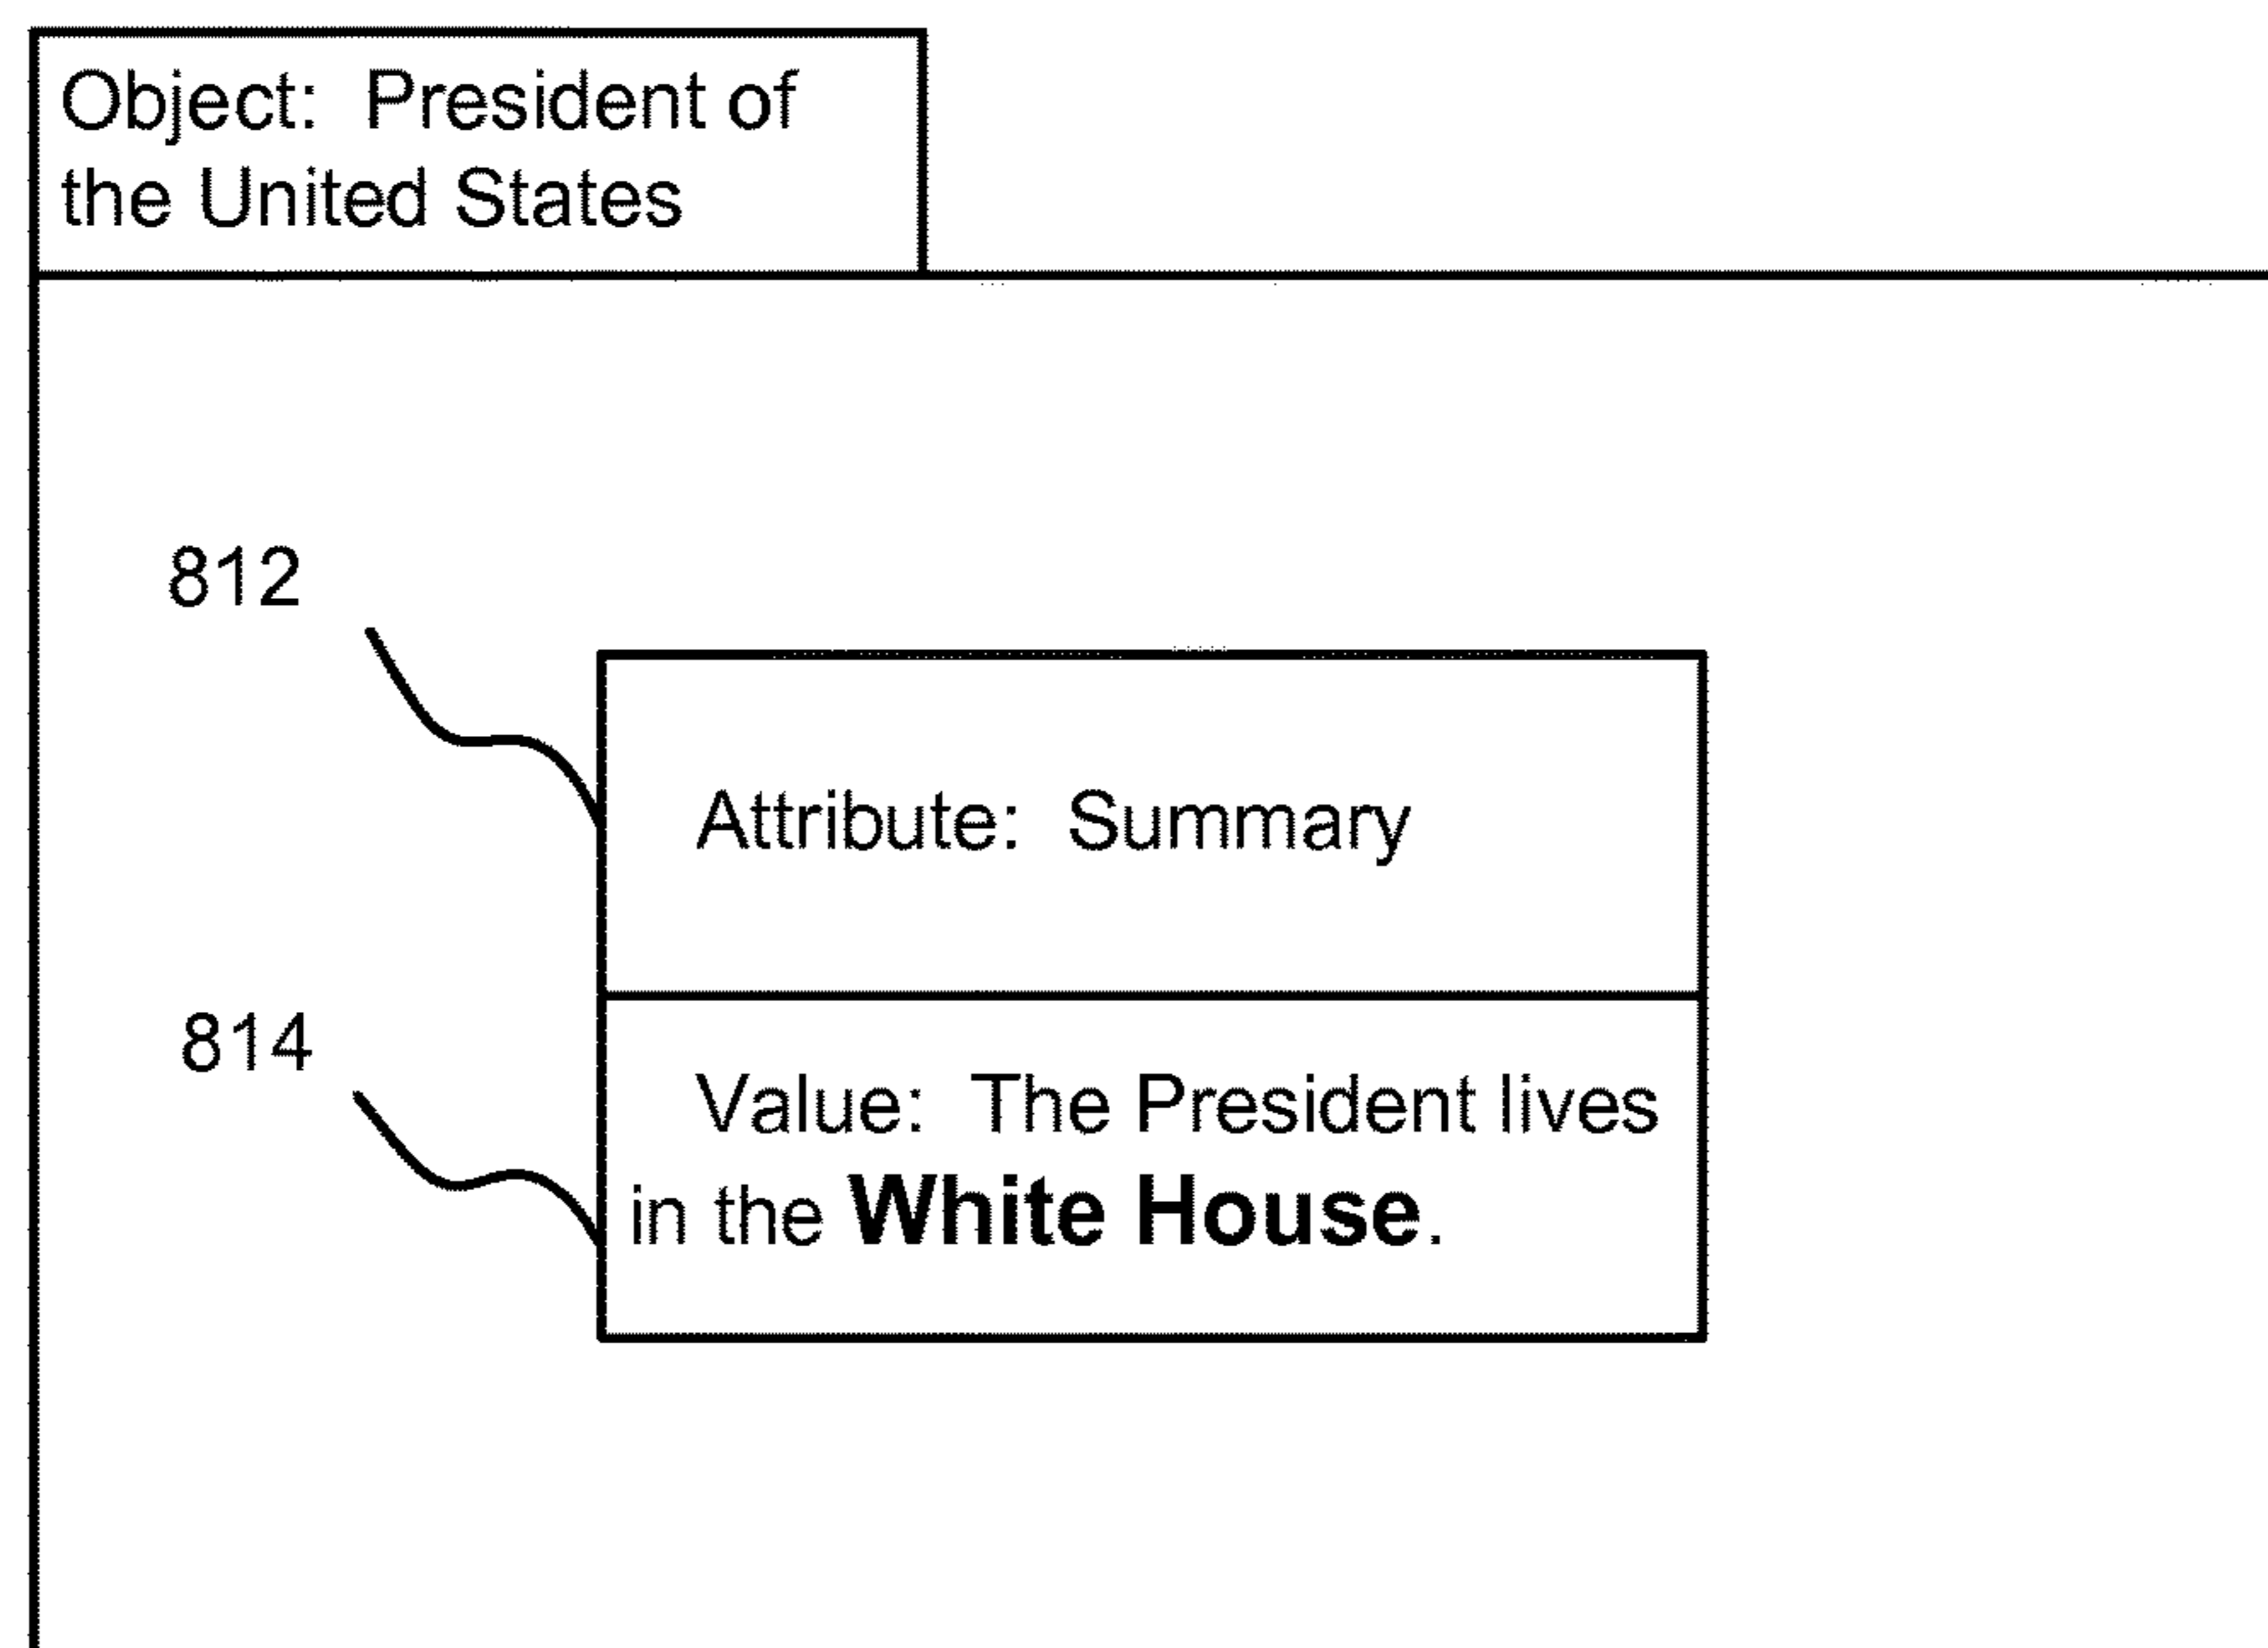 Object: President of
the United States
812
Attribute: Summary
814
Value: The President lives
in the White House.